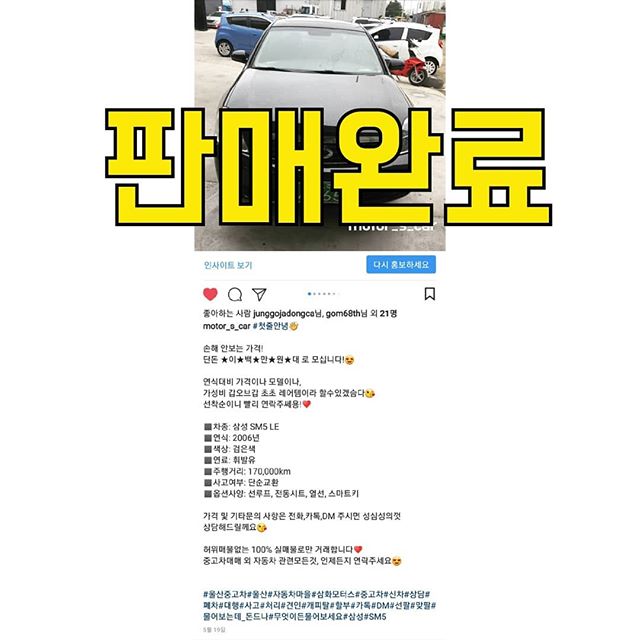 판매완료
motor_s_car
인사이트 보기
다시 홍보하세요
좋아하는 사람 junggojadongca님, gom68th님 외 21명
motor_s_car #첫줄안녕👋
손해 안보는 가격!
단돈 ★이★백★만★원★대 로 모십니다!😍
연식대비 가격이나 모델이나,
가성비 갑오브갑 초초 레어템이라 할수있겠슴다😘
선착순이니 빨리 연락주쎄용!❤️
▩차종: 삼성 SM5 LE
▩연식: 2006년
▩색상: 검은색
▩연료: 휘발유
▩주행거리: 170,000km
▩사고여부: 단순교환
▩옵션사양: 선루프, 전동시트, 열선, 스마트키
가격 및 기타문의 사항은 전화,카톡,DM 주시면 성심성의껏
상담해드릴께요😘
허위매물없는 100% 실매물로만 거래합니다❤️
중고차매매 외 자동차 관련모든것, 언제든지 연락주세요😍
#울산중고차#울산#자동차마을#삼화모터스#중고차#신차#상담#
폐차#대행#사고#처리#견인#개피탈#할부#가톡#DM#선팔#맞팔#
물어보는데_돈드나#무엇이든물어보세요#삼성#SM5
5월 19일